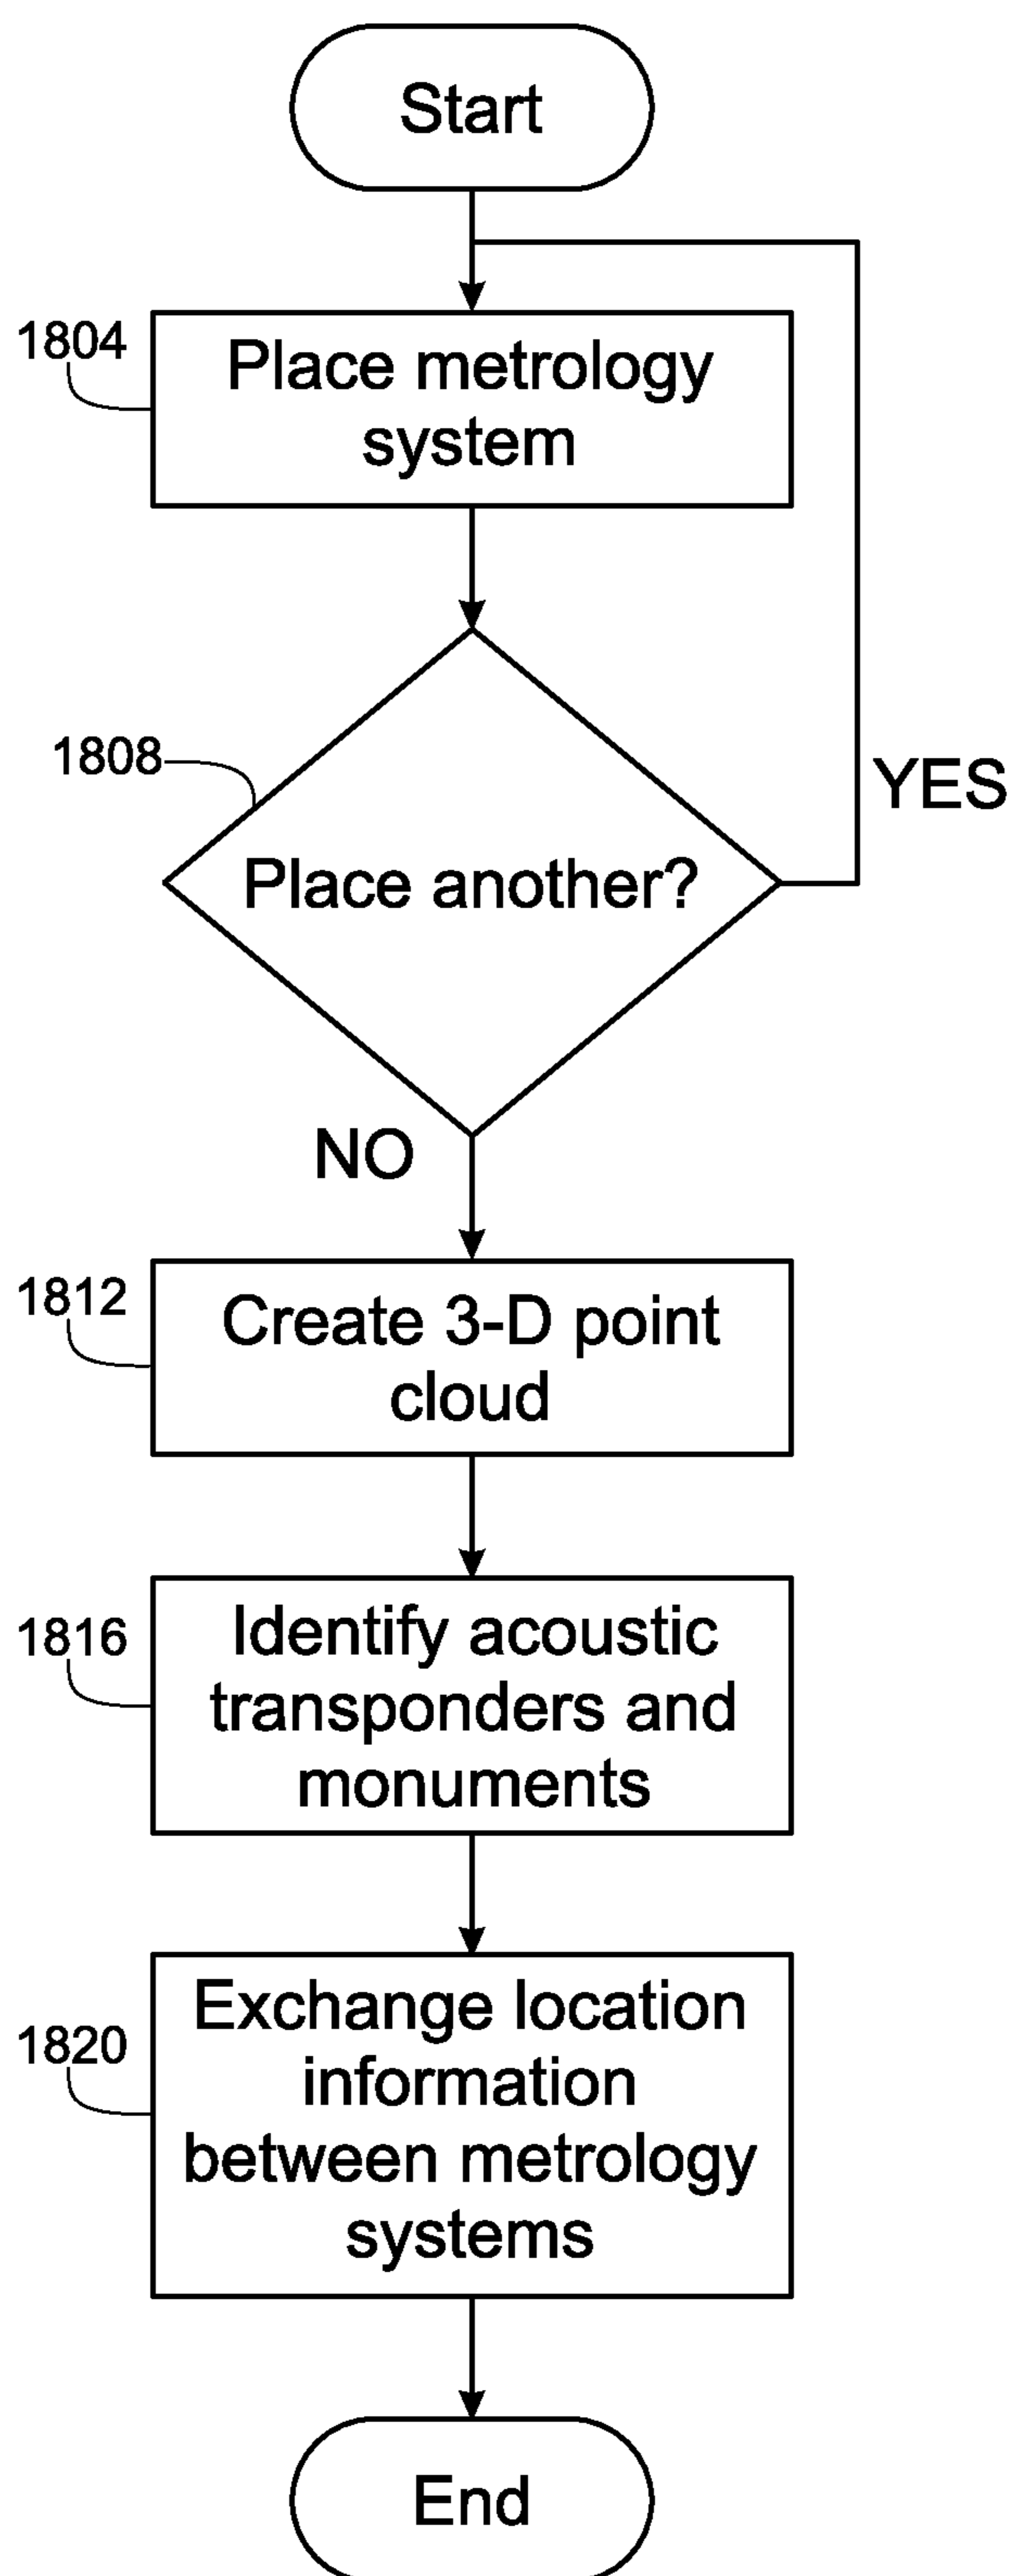 Start
1804
Place metrology
system
1808
YES
Place another?
NO
1812
Create 3-D point
cloud
1816
Identify acoustic
transponders and
monuments
1820
Exchange location
information
between metrology
systems
End